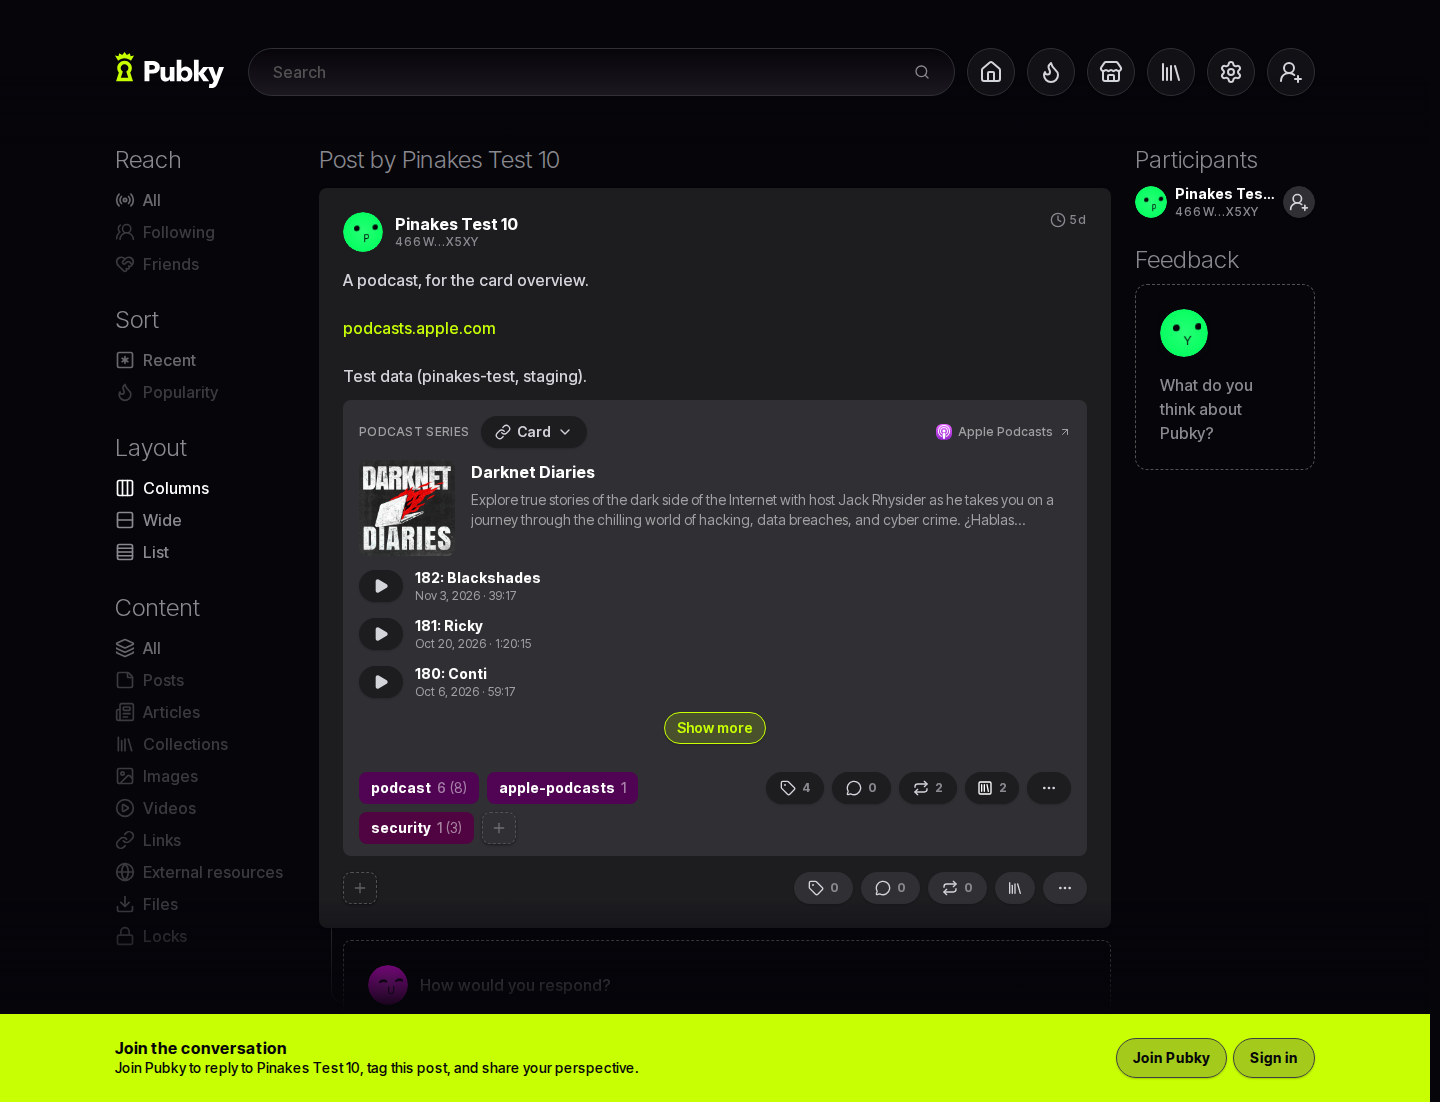 Pubky
Search
Reach
All
Following
Friends
Sort
Recent
Popularity
Layout
Columns
Wide
List
Content
All
Posts
Articles
Collections
Images
Videos
Links
External resources
Files
Locks
Post by Pinakes Test 10
Pinakes Test 10
466W...X5XY
5d
A podcast, for the card overview.
podcasts.apple.com
Test data (pinakes-test, staging).
PODCAST SERIES
Card
Apple Podcasts
DARKNET
DIARIES
Darknet Diaries
Explore true stories of the dark side of the Internet with host Jack Rhysider as he takes you on a
journey through the chilling world of hacking, data breaches, and cyber crime. ¿Hablas...
182: Blackshades
Nov 3, 2026 · 39:17
181: Ricky
Oct 20, 2026 · 1:20:15
180: Conti
Oct 6, 2026 · 59:17
Show more
podcast 6 (8)
apple-podcasts 1
4
0
2
2
security 1 (3)
0
0
0
How would you respond?
Participants
Pinakes Tes...
466W...X5XY
Feedback
What do you
think about
Pubky?
Join the conversation
Join Pubky to reply to Pinakes Test 10, tag this post, and share your perspective.
Join Pubky
Sign in